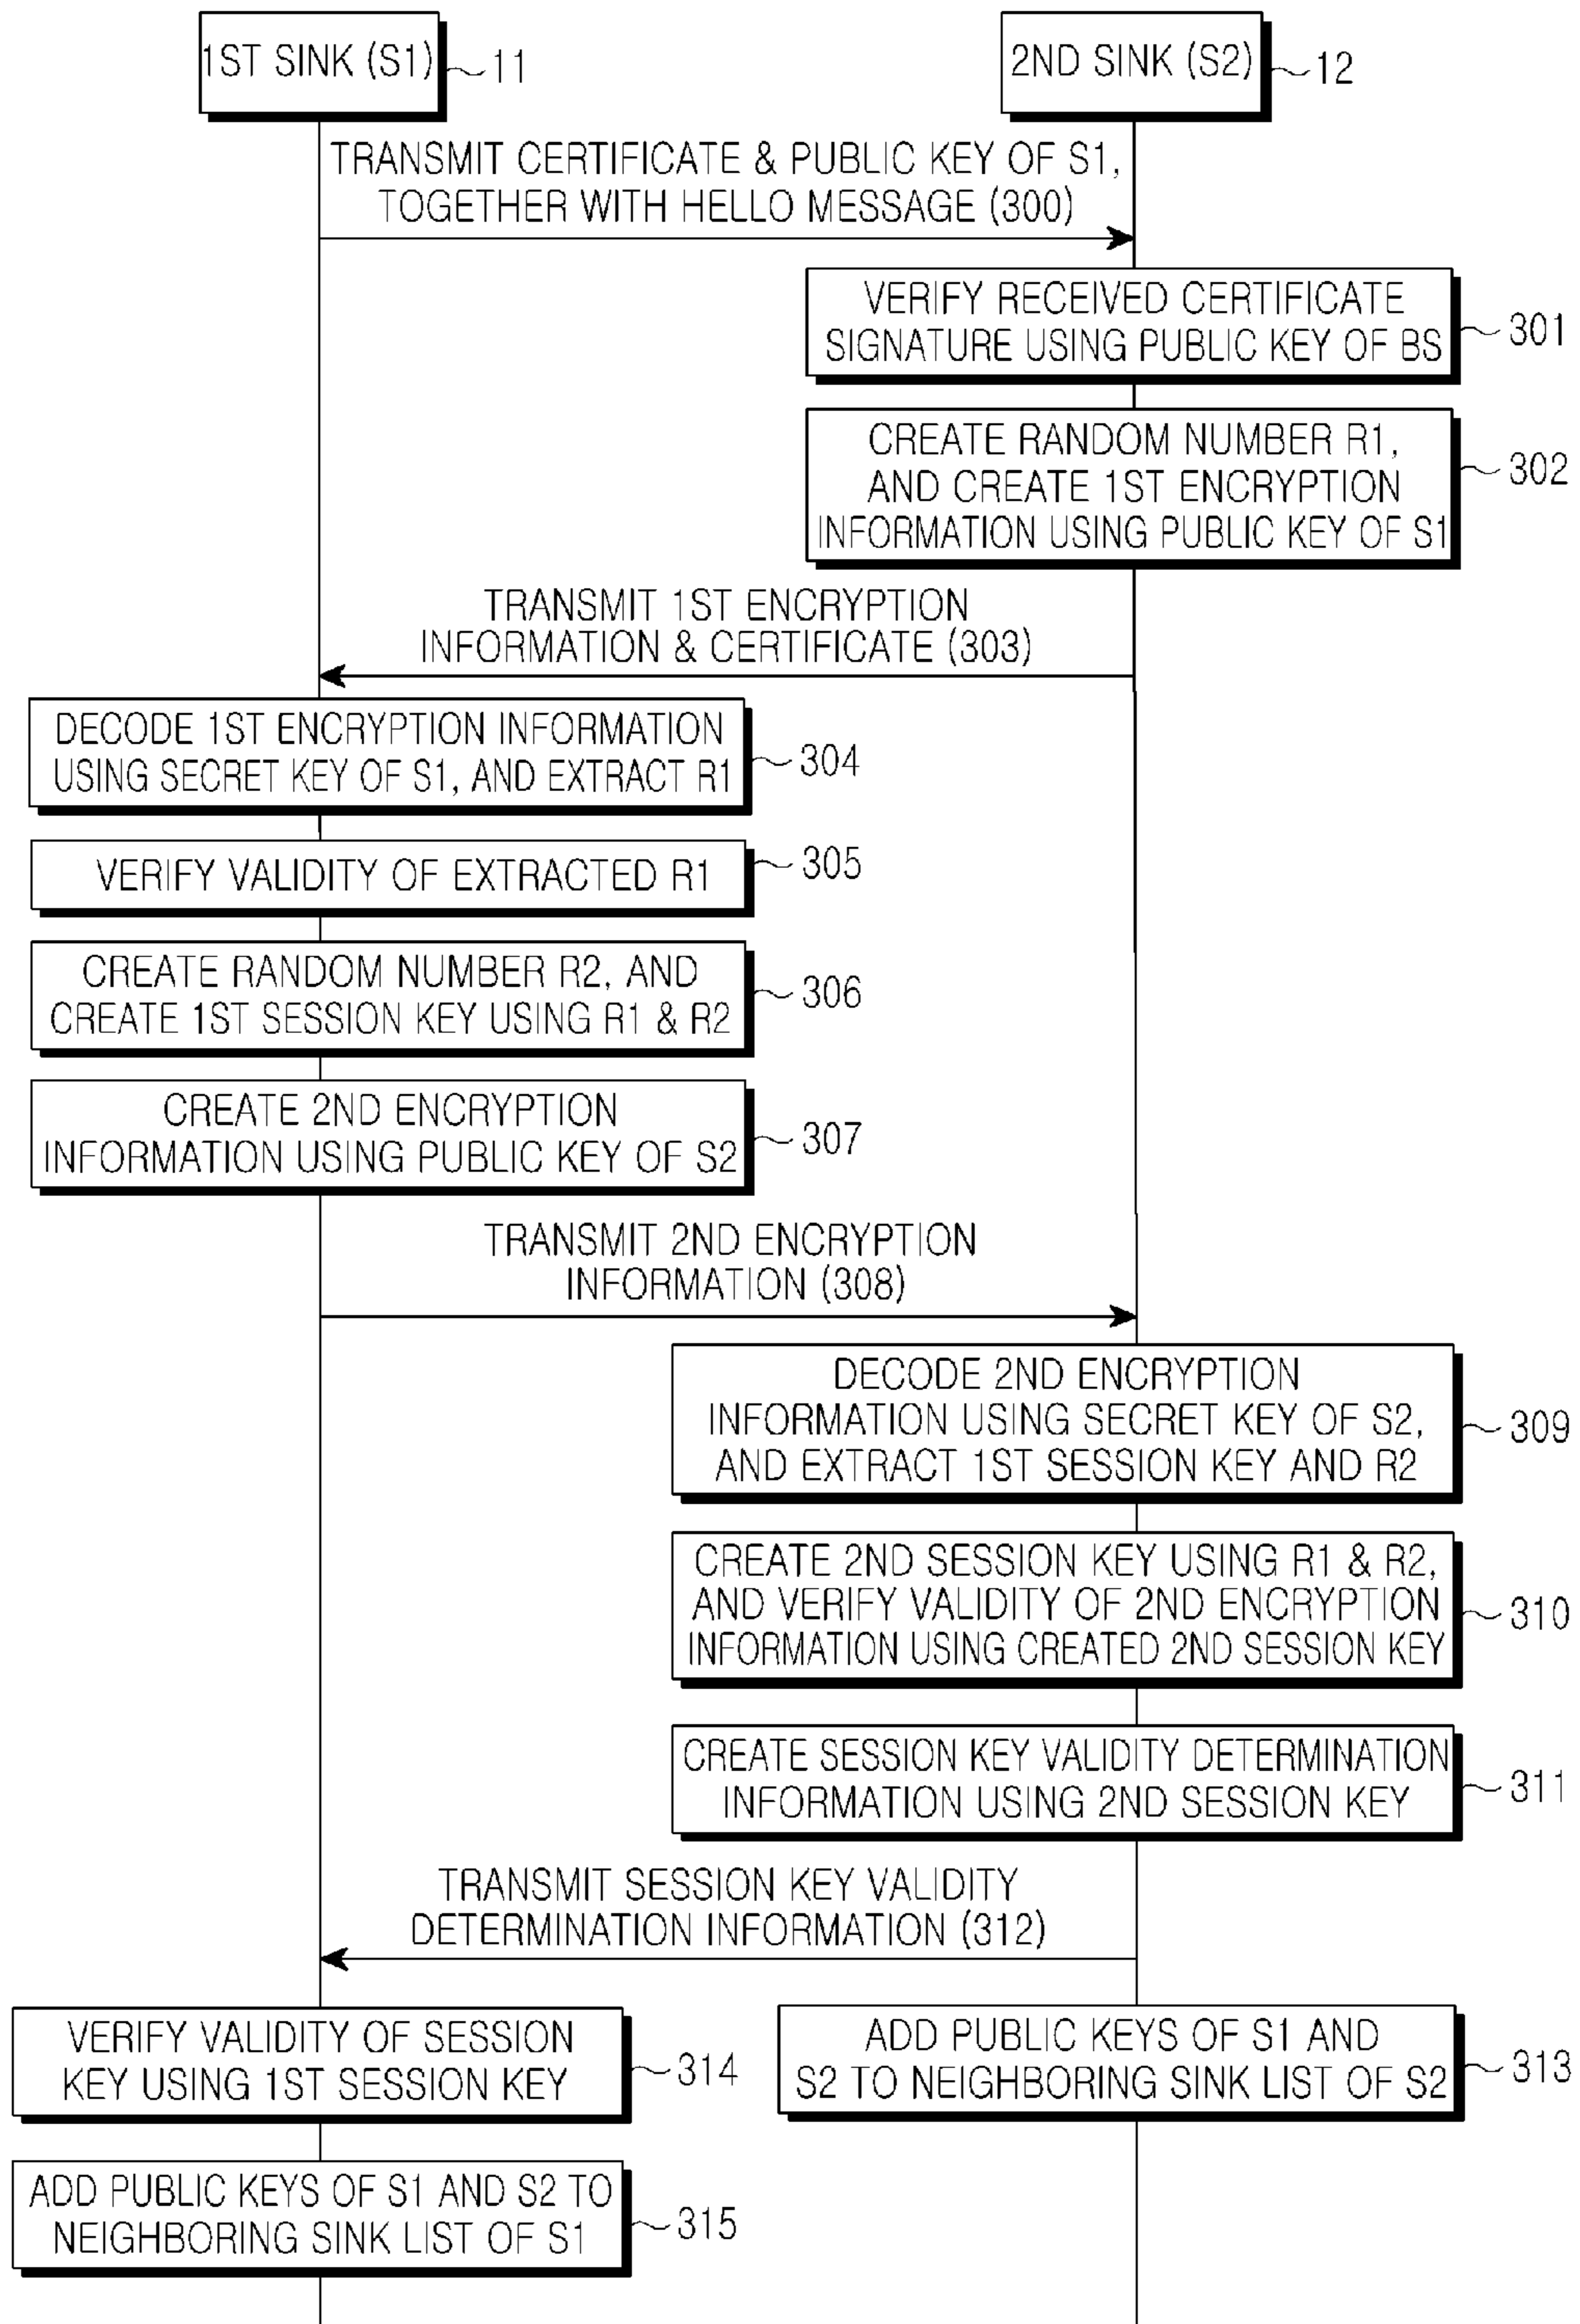 1ST SINK (S1)
11
2ND SINK (S2)
12
TRANSMIT CERTIFICATE & PUBLIC KEY OF S1,
TOGETHER WITH HELLO MESSAGE (300)
VERIFY RECEIVED CERTIFICATE
SIGNATURE USING PUBLIC KEY OF BS
301
CREATE RANDOM NUMBER R1,
AND CREATE 1ST ENCRYPTION
INFORMATION USING PUBLIC KEY OF S1
302
TRANSMIT 1ST ENCRYPTION
INFORMATION & CERTIFICATE (303)
DECODE 1ST ENCRYPTION INFORMATION
USING SECRET KEY OF S1, AND EXTRACT R1
304
VERIFY VALIDITY OF EXTRACTED R1
305
CREATE RANDOM NUMBER R2, AND
CREATE 1ST SESSION KEY USING R1 & R2
306
CREATE 2ND ENCRYPTION
INFORMATION USING PUBLIC KEY OF S2
307
TRANSMIT 2ND ENCRYPTION
INFORMATION (308)
DECODE 2ND ENCRYPTION
INFORMATION USING SECRET KEY OF S2,
AND EXTRACT 1ST SESSION KEY AND R2
309
CREATE 2ND SESSION KEY USING R1 & R2,
AND VERIFY VALIDITY OF 2ND ENCRYPTION
INFORMATION USING CREATED 2ND SESSION KEY
310
CREATE SESSION KEY VALIDITY DETERMINATION
INFORMATION USING 2ND SESSION KEY
311
TRANSMIT SESSION KEY VALIDITY
DETERMINATION INFORMATION (312)
VERIFY VALIDITY OF SESSION
KEY USING 1ST SESSION KEY
314
ADD PUBLIC KEYS OF S1 AND
S2 TO NEIGHBORING SINK LIST OF S2
313
ADD PUBLIC KEYS OF S1 AND S2 TO
NEIGHBORING SINK LIST OF S1
315